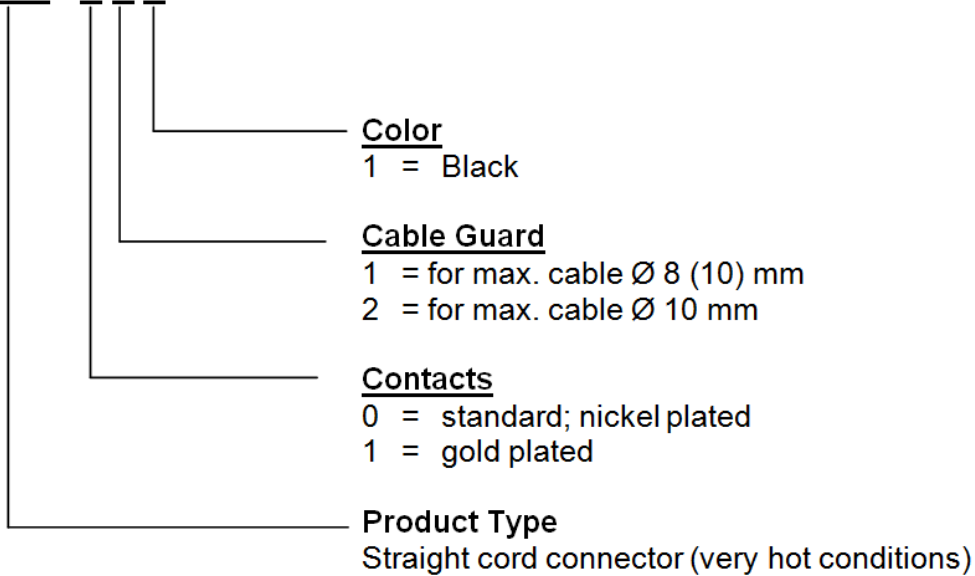 Color
1 = Black
Cable Guard
1 = for max. cable Ø 8 (10) mm
2 = for max. cable Ø 10 mm
Contacts
0 = standard; nickel plated
1 = gold plated
Product Type
Straight cord connector (very hot conditions)